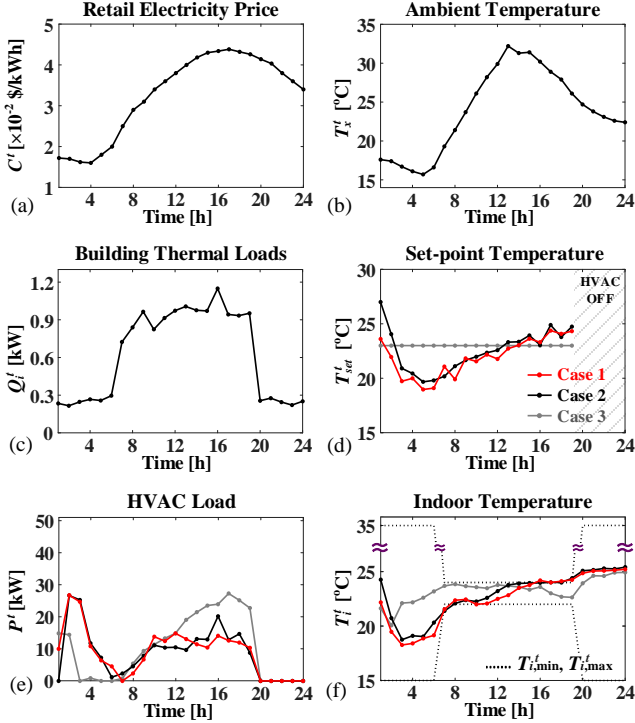 Retail Electricity Price
Ambient Temperature
C^t [×10^-2 $/kWh]
5
4
3
2
1
4 8 12 16 20 24
Time [h]
(a)
T_x^t [ºC]
35
30
25
20
15
4 8 12 16 20 24
Time [h]
(b)
Building Thermal Loads
Set-point Temperature
Q_i^t [kW]
1.2
0.9
0.6
0.3
0
4 8 12 16 20 24
Time [h]
(c)
T_set^t [ºC]
30
25
20
15
HVAC
OFF
Case 1
Case 2
Case 3
4 8 12 16 20 24
Time [h]
(d)
HVAC Load
Indoor Temperature
P^t [kW]
50
40
30
20
10
0
4 8 12 16 20 24
Time [h]
(e)
T_i^t [ºC]
35
25
20
15
T_i,min^t, T_i,max^t
4 8 12 16 20 24
Time [h]
(f)